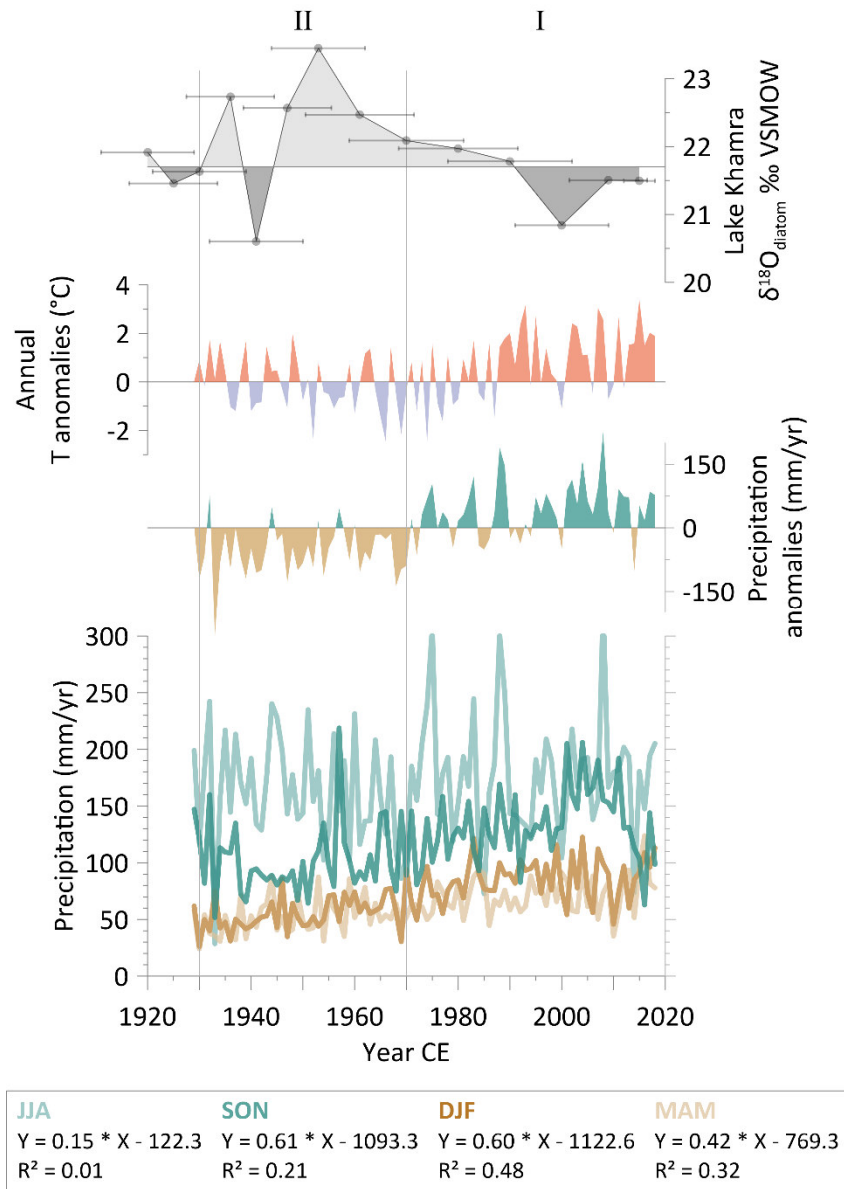 II I
23
22
21
20
Lake Khamra
δ¹⁸O_diatom ‰ VSMOW
4
2
0
-2
Annual
T anomalies (°C)
150
0
-150
Precipitation
anomalies (mm/yr)
300
250
200
150
100
50
0
Precipitation (mm/yr)
1920 1940 1960 1980 2000 2020
Year CE
JJA SON DJF MAM
Y = 0.15 * X - 122.3 Y = 0.61 * X - 1093.3 Y = 0.60 * X - 1122.6 Y = 0.42 * X - 769.3
R² = 0.01 R² = 0.21 R² = 0.48 R² = 0.32